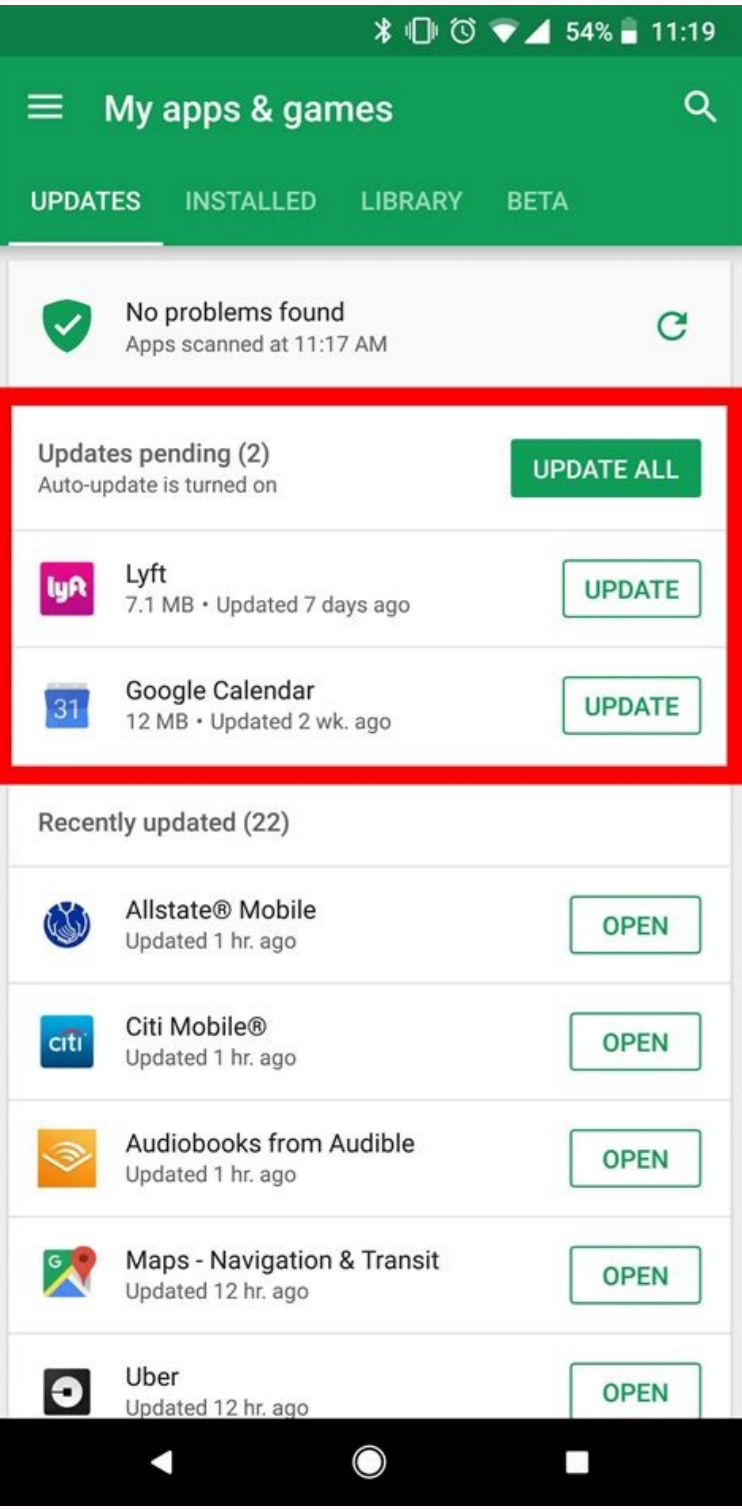 54% 11:19
My apps & games
UPDATES INSTALLED LIBRARY BETA
No problems found
Apps scanned at 11:17 AM
Updates pending (2)
Auto-update is turned on
UPDATE ALL
lyft
Lyft
7.1 MB • Updated 7 days ago
UPDATE
31
Google Calendar
12 MB • Updated 2 wk. ago
UPDATE
Recently updated (22)
Allstate® Mobile
Updated 1 hr. ago
OPEN
citi
Citi Mobile®
Updated 1 hr. ago
OPEN
Audiobooks from Audible
Updated 1 hr. ago
OPEN
G
Maps - Navigation & Transit
Updated 12 hr. ago
OPEN
Uber
Updated 12 hr. ago
OPEN